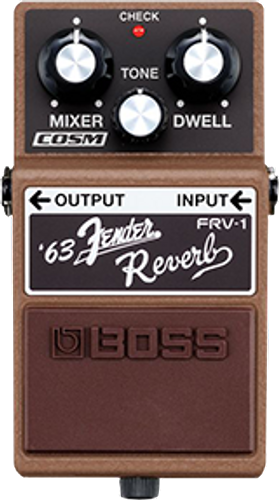 CHECK
TONE
MIXER DWELL
COSM
←OUTPUT INPUT←
FRV-1
'63 Fender
Reverb
BOSS